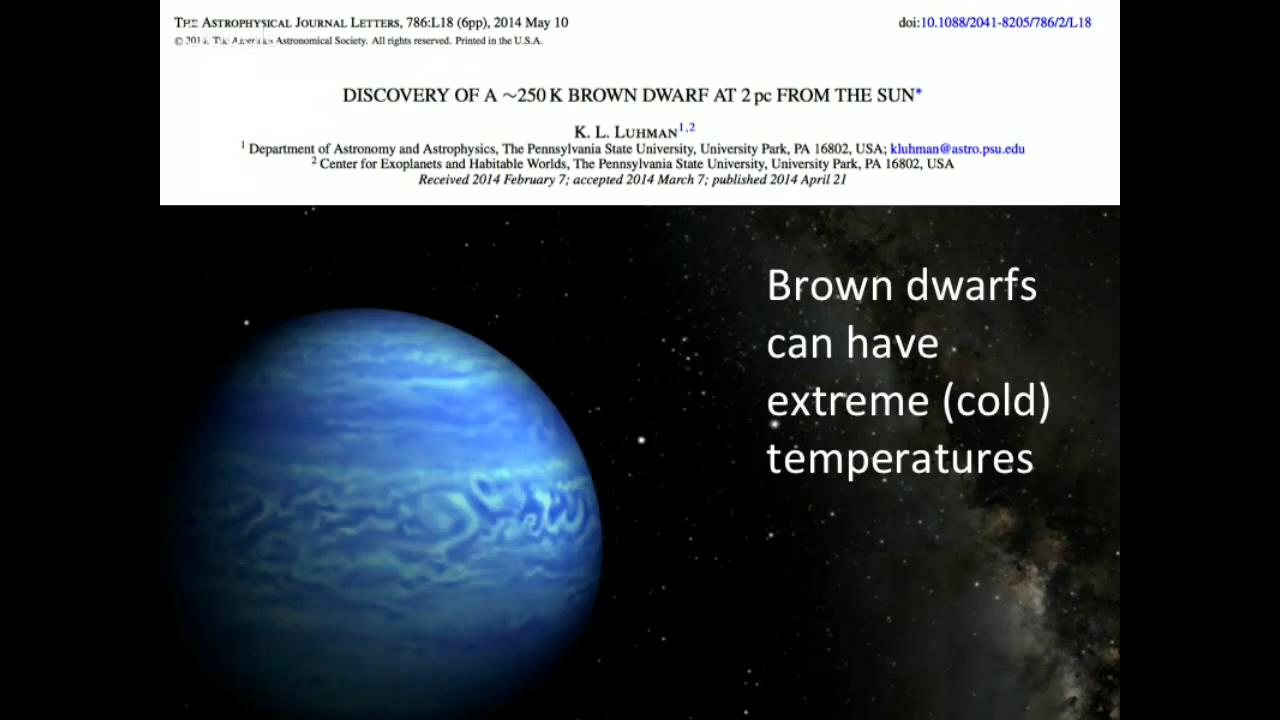 THE ASTROPHYSICAL JOURNAL LETTERS, 786:L18 (6pp), 2014 May 10
doi:10.1088/2041-8205/786/2/L18
© 2014. The American Astronomical Society. All rights reserved. Printed in the U.S.A.
DISCOVERY OF A ~250 K BROWN DWARF AT 2 pc FROM THE SUN*
K. L. LUHMAN1,2
1 Department of Astronomy and Astrophysics, The Pennsylvania State University, University Park, PA 16802, USA; kluhman@astro.psu.edu
2 Center for Exoplanets and Habitable Worlds, The Pennsylvania State University, University Park, PA 16802, USA
Received 2014 February 7; accepted 2014 March 7; published 2014 April 21
Brown dwarfs
can have
extreme (cold)
temperatures